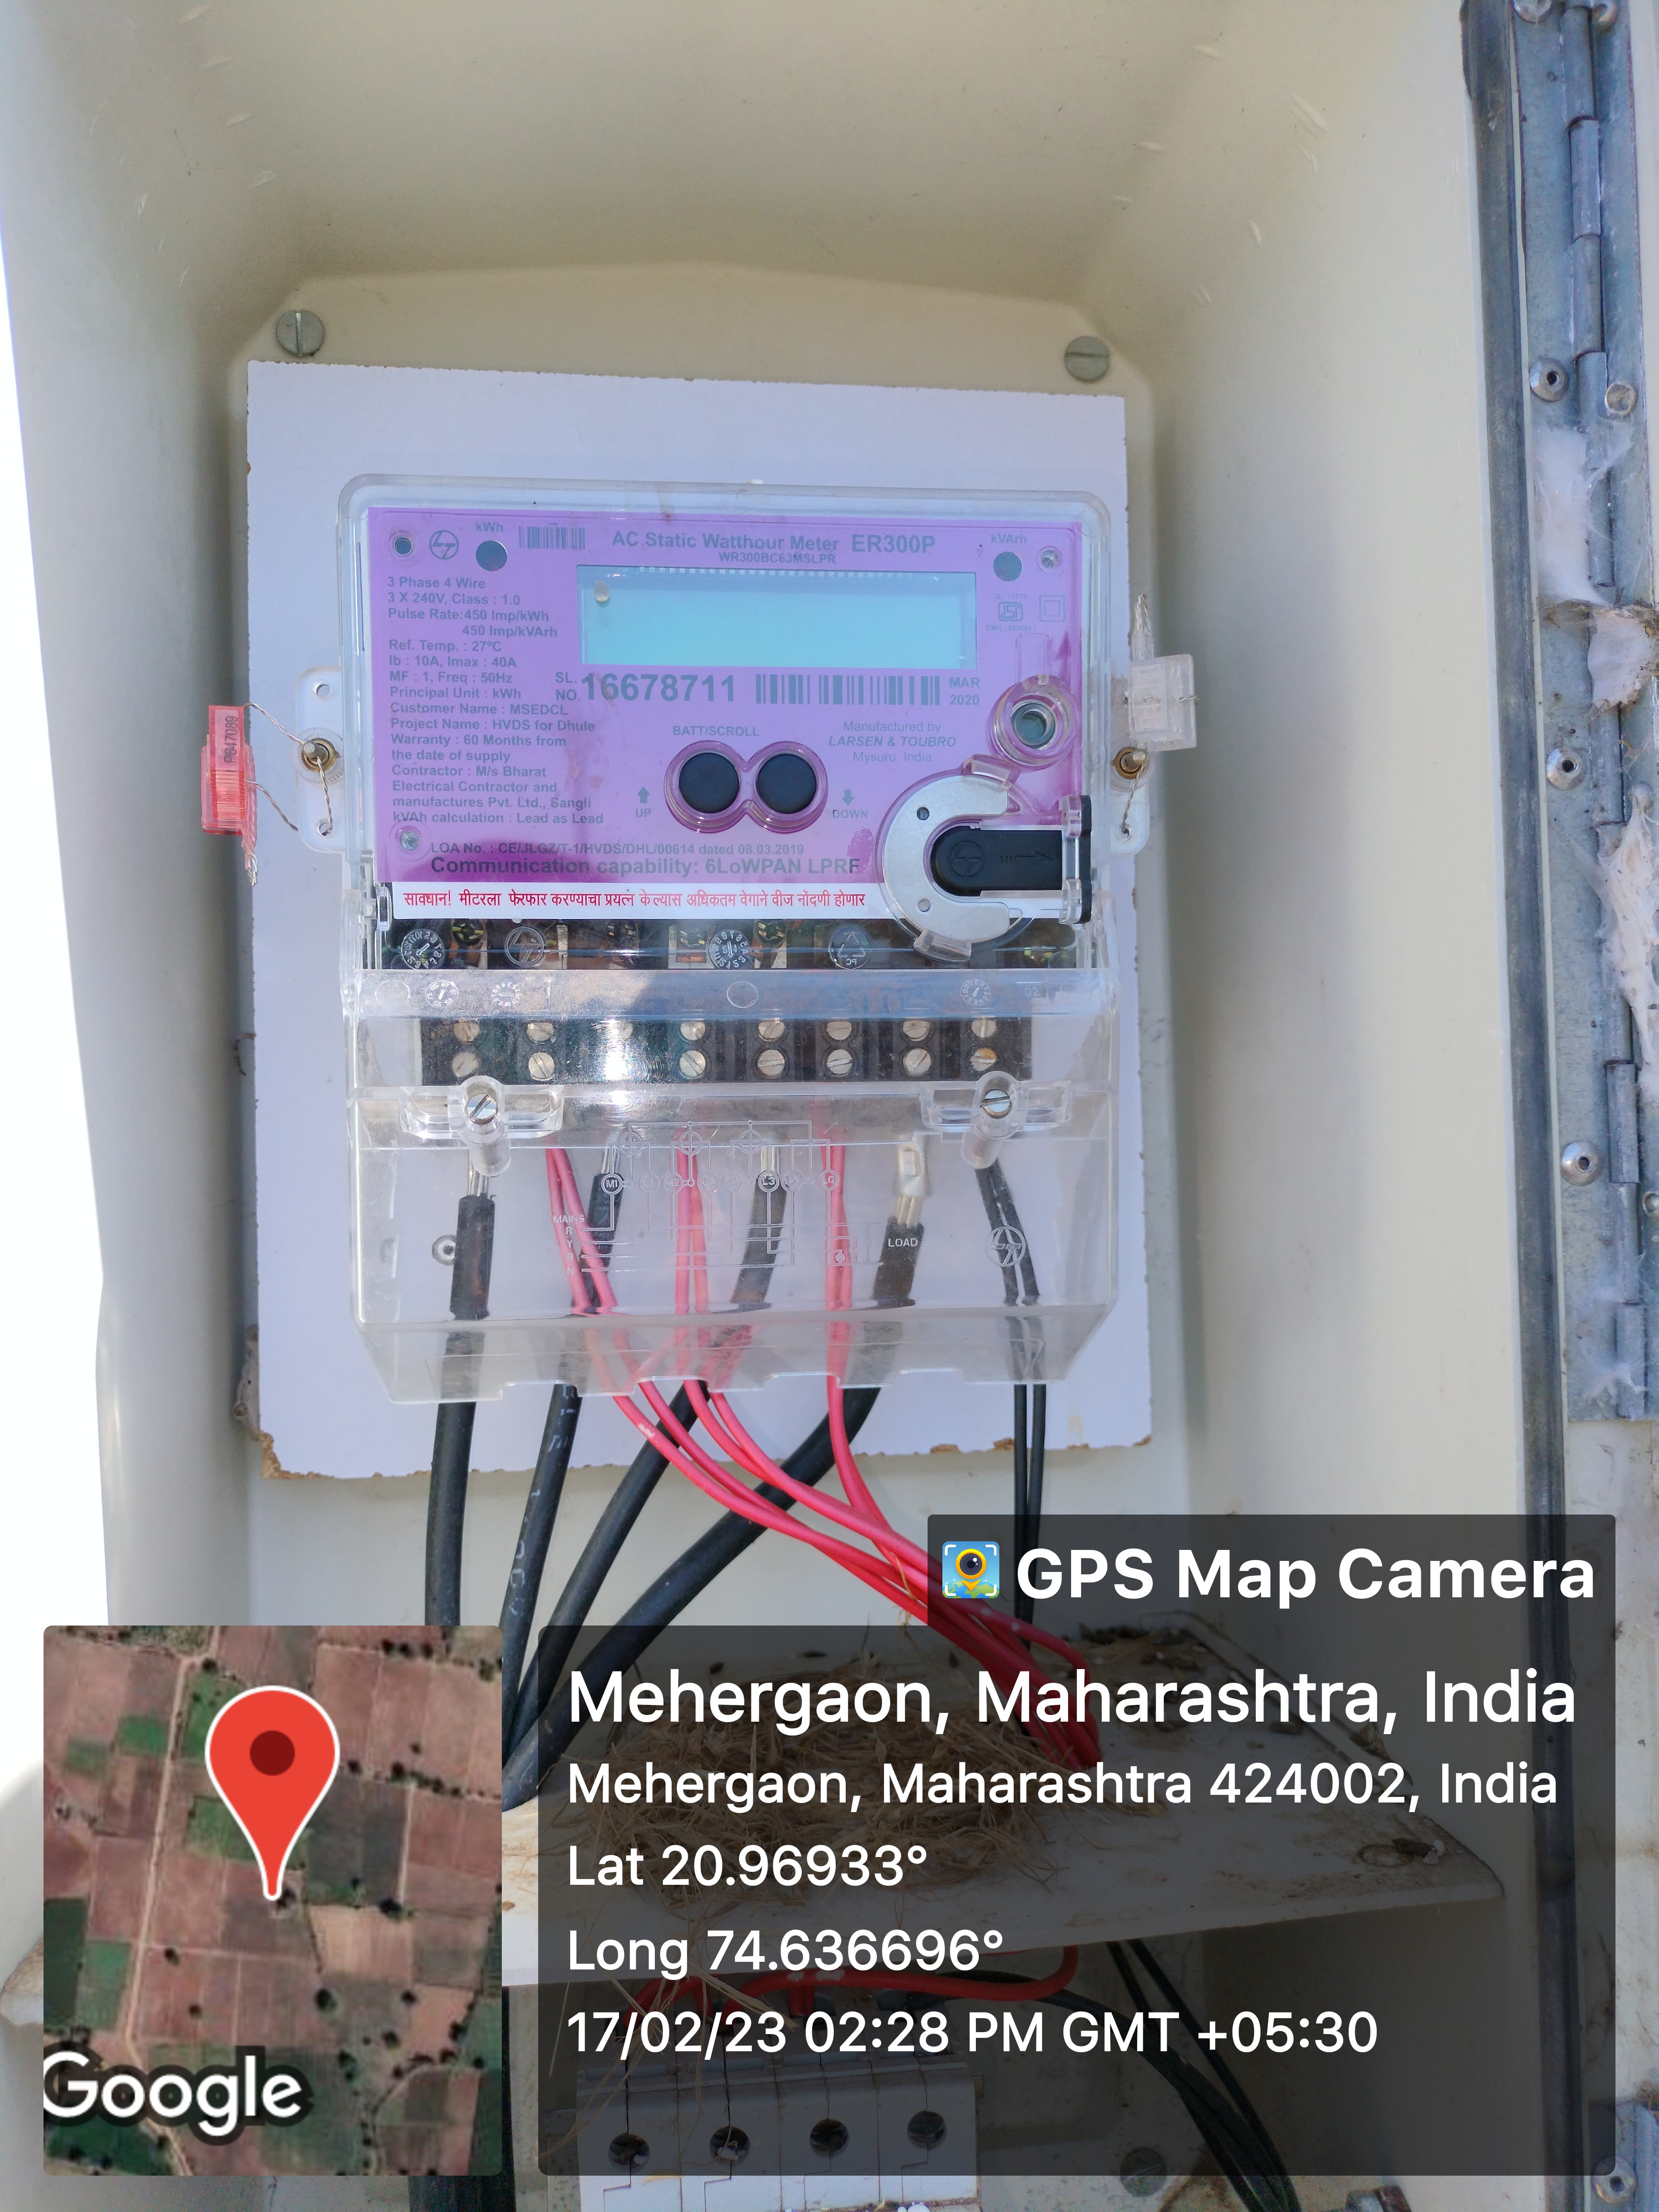 kWh
AC Static Watthour Meter ER300P
WR300BC63MSLPR
kVArh
3 Phase 4 Wire
3 X 240V, Class : 1.0
Pulse Rate:450 Imp/kWh
450 Imp/kVArh
Ref. Temp. : 27°C
Ib : 10A, Imax : 40A
MF : 1, Freq : 50Hz
Principal Unit : kWh
Customer Name : MSEDCL
Project Name : HVDS for Dhule
Warranty : 60 Months from
the date of supply
Contractor : M/s Bharat
Electrical Contractor and
manufactures Pvt. Ltd., Sangli
kVAh calculation : Lead as Lead
SL. NO. 16678711
MAR 2020
BATT/SCROLL
UP
DOWN
Manufactured by
LARSEN & TOUBRO
Mysuru, India
LOA No. : CE/JLGZ/T-1/HVDS/DHL/00614 dated 08.03.2019
Communication capability: 6LoWPAN LPRF
सावधान! मीटरला फेरफार करण्याचा प्रयत्न केल्यास अधिकतम वेगाने वीज नोंदणी होणार
P647089
MAINS
R
Y
B
N
M1
L3
LOAD
GPS Map Camera
Mehergaon, Maharashtra, India
Mehergaon, Maharashtra 424002, India
Lat 20.96933°
Long 74.636696°
17/02/23 02:28 PM GMT +05:30
Google